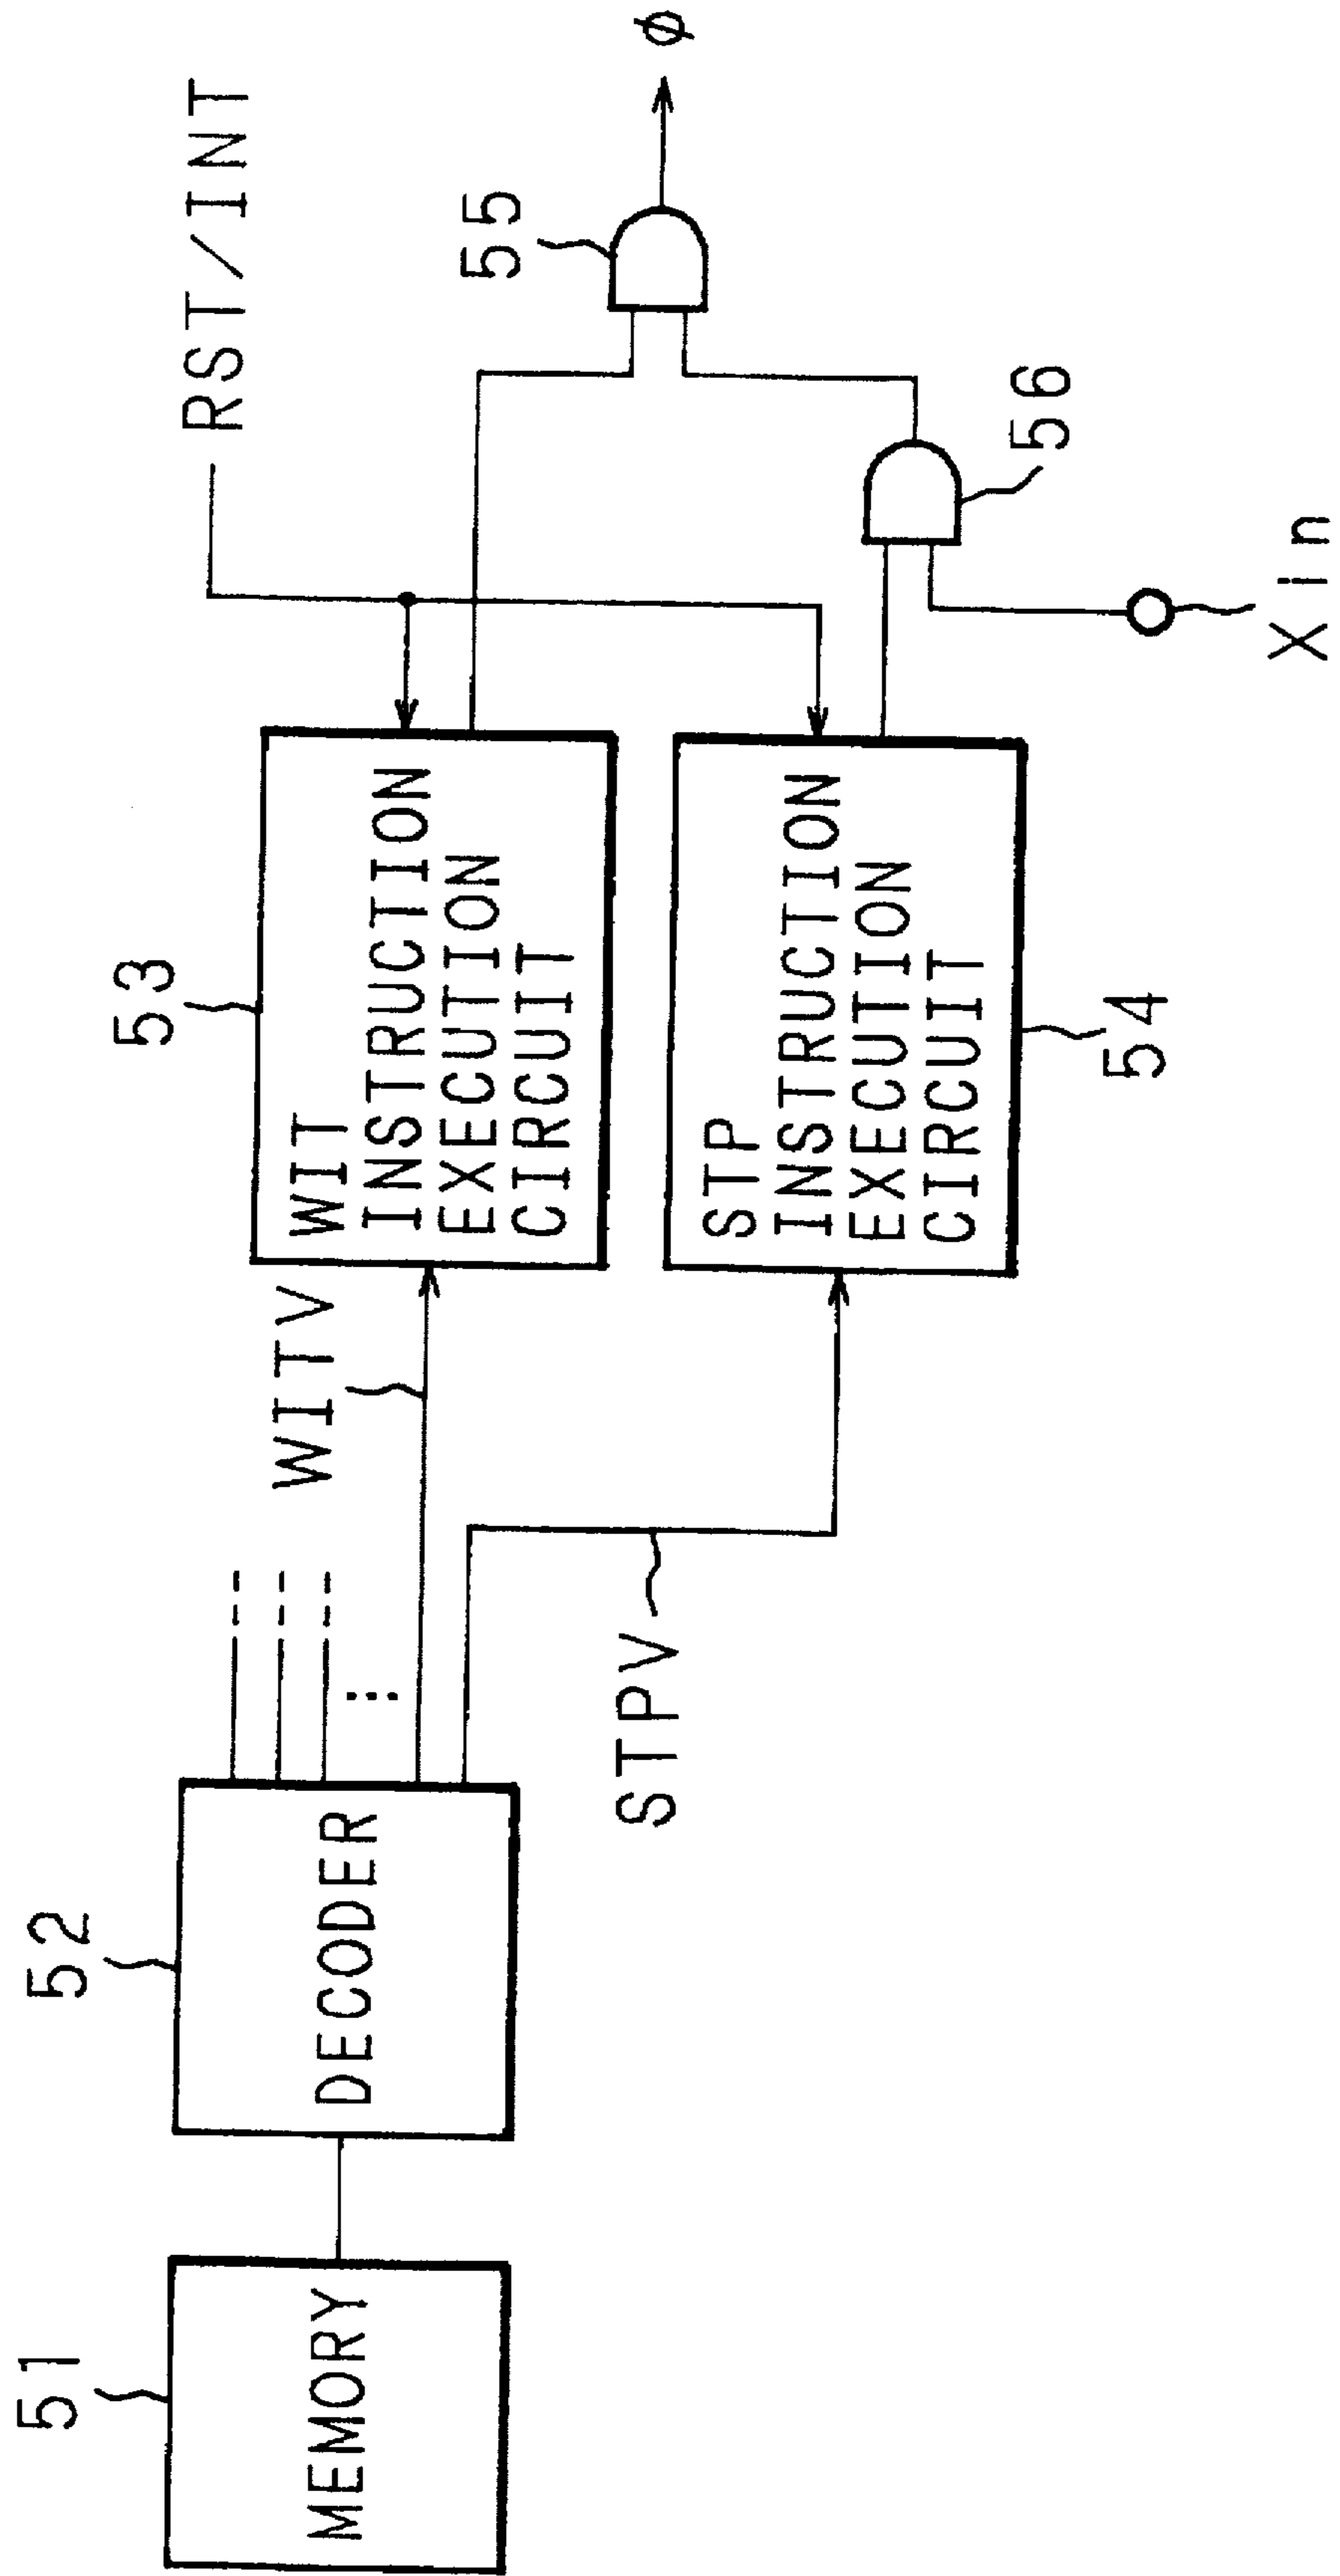 51
MEMORY
52
DECODER
WITV
STPV
53
WIT
INSTRUCTION
EXECUTION
CIRCUIT
STP
INSTRUCTION
EXECUTION
CIRCUIT
54
RST/INT
55
56
Xin
φ